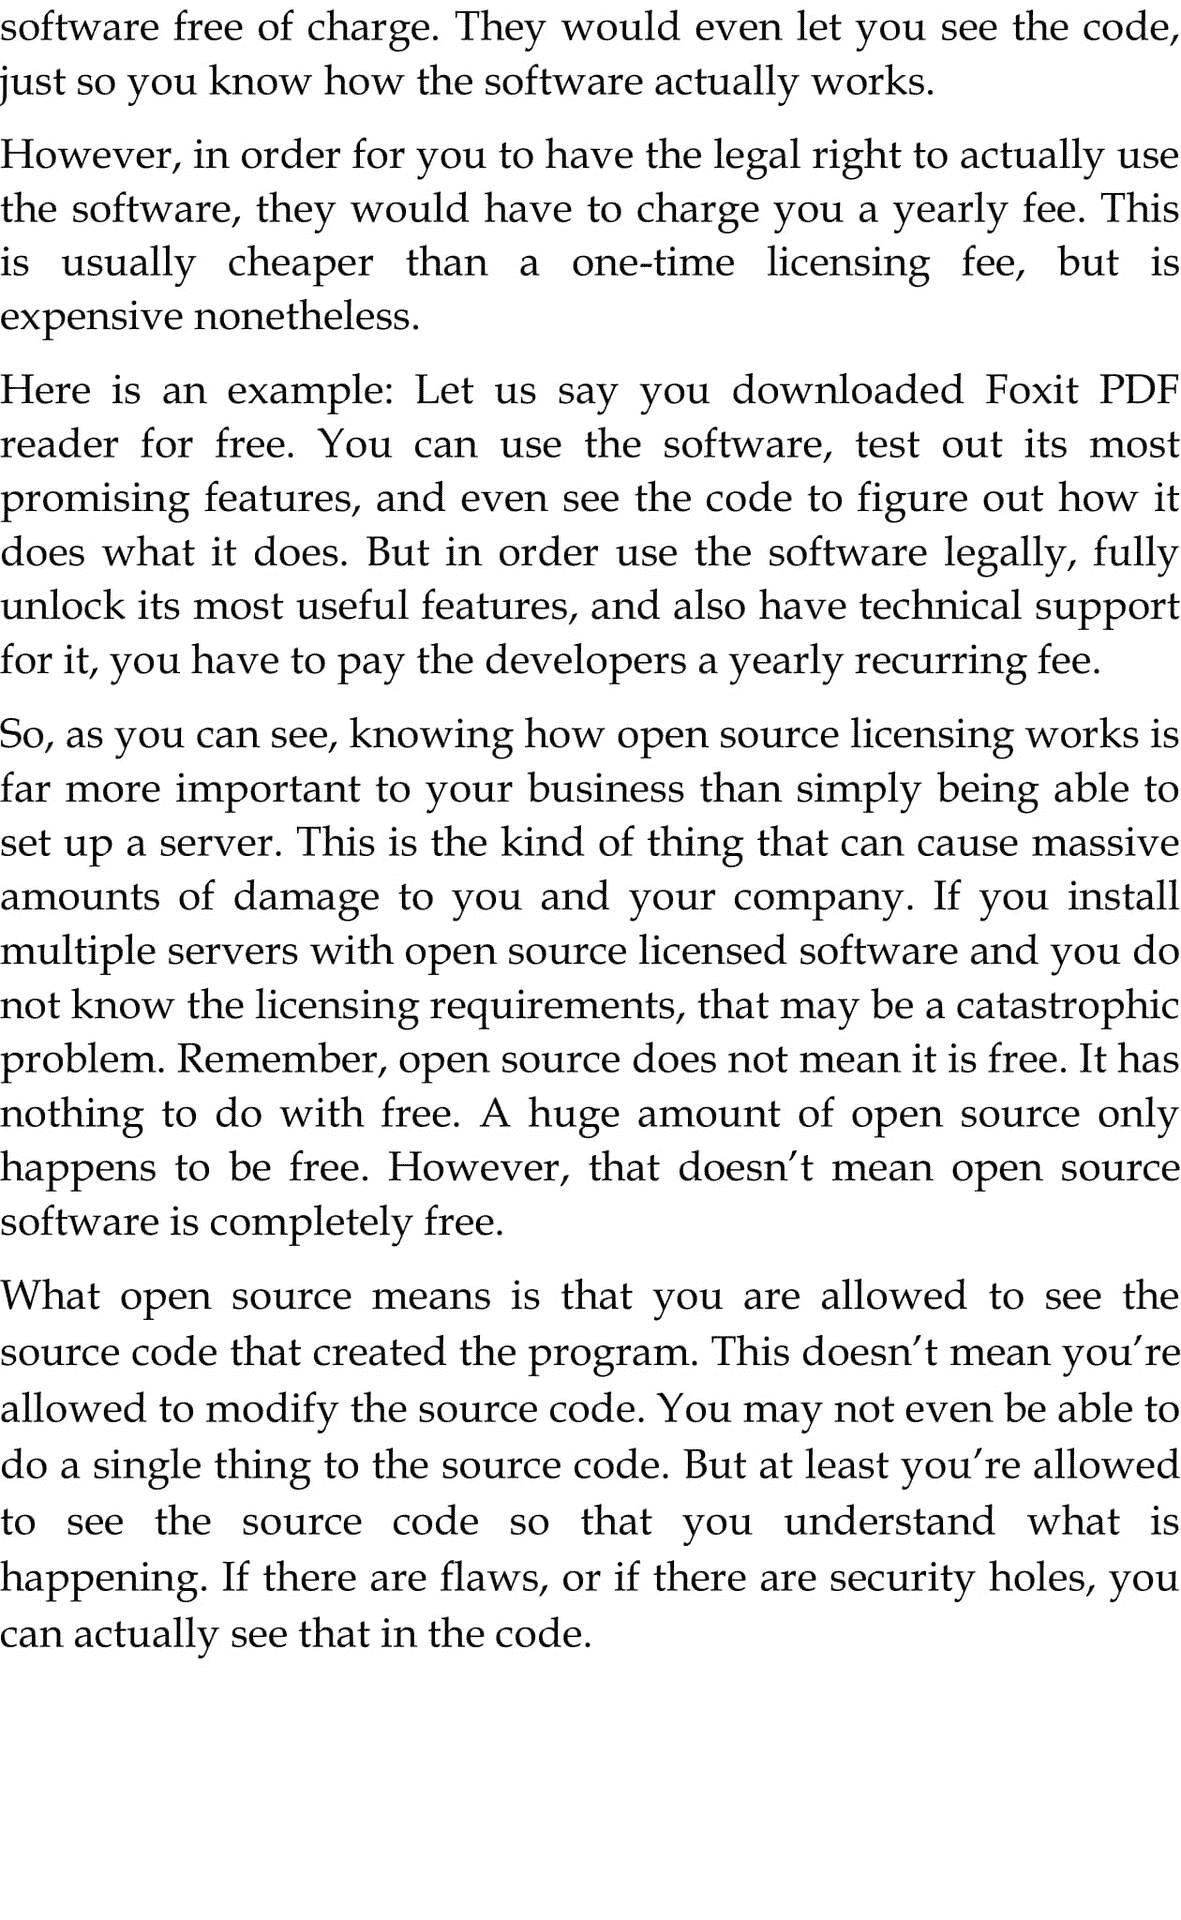 software free of charge. They would even let you see the code,
just so you know how the software actually works.
However, in order for you to have the legal right to actually use
the software, they would have to charge you a yearly fee. This
is usually cheaper than a one-time licensing fee, but is
expensive nonetheless.
Here is an example: Let us say you downloaded Foxit PDF
reader for free. You can use the software, test out its most
promising features, and even see the code to figure out how it
does what it does. But in order use the software legally, fully
unlock its most useful features, and also have technical support
for it, you have to pay the developers a yearly recurring fee.
So, as you can see, knowing how open source licensing works is
far more important to your business than simply being able to
set up a server. This is the kind of thing that can cause massive
amounts of damage to you and your company. If you install
multiple servers with open source licensed software and you do
not know the licensing requirements, that may be a catastrophic
problem. Remember, open source does not mean it is free. It has
nothing to do with free. A huge amount of open source only
happens to be free. However, that doesn’t mean open source
software is completely free.
What open source means is that you are allowed to see the
source code that created the program. This doesn’t mean you’re
allowed to modify the source code. You may not even be able to
do a single thing to the source code. But at least you’re allowed
to see the source code so that you understand what is
happening. If there are flaws, or if there are security holes, you
can actually see that in the code.